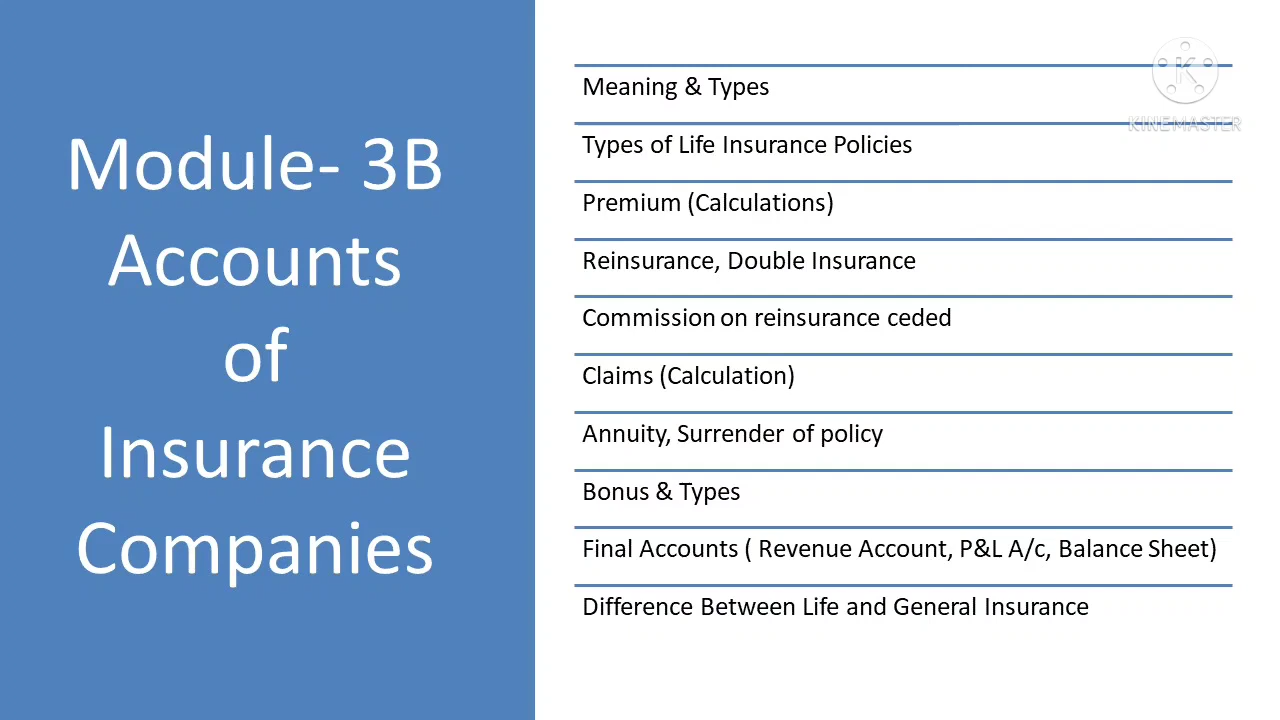 Module- 3B
Accounts
of
Insurance
Companies
K
KINEMASTER
Meaning & Types
Types of Life Insurance Policies
Premium (Calculations)
Reinsurance, Double Insurance
Commission on reinsurance ceded
Claims (Calculation)
Annuity, Surrender of policy
Bonus & Types
Final Accounts ( Revenue Account, P&L A/c, Balance Sheet)
Difference Between Life and General Insurance